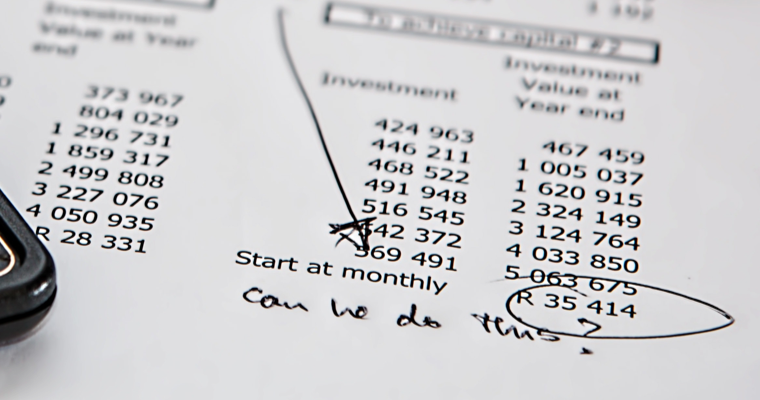 Investment
Value at Year
end
373 967
804 029
1 296 731
1 859 317
2 499 808
3 227 076
4 050 935
R 28 331
To achieve capital #2
Investment
424 963
446 211
468 522
491 948
516 545
542 372
569 491
Start at monthly
Investment
Value at
Year end
467 459
1 005 037
1 620 915
2 324 149
3 124 764
4 033 850
5 063 675
R 35 414
can he do this?